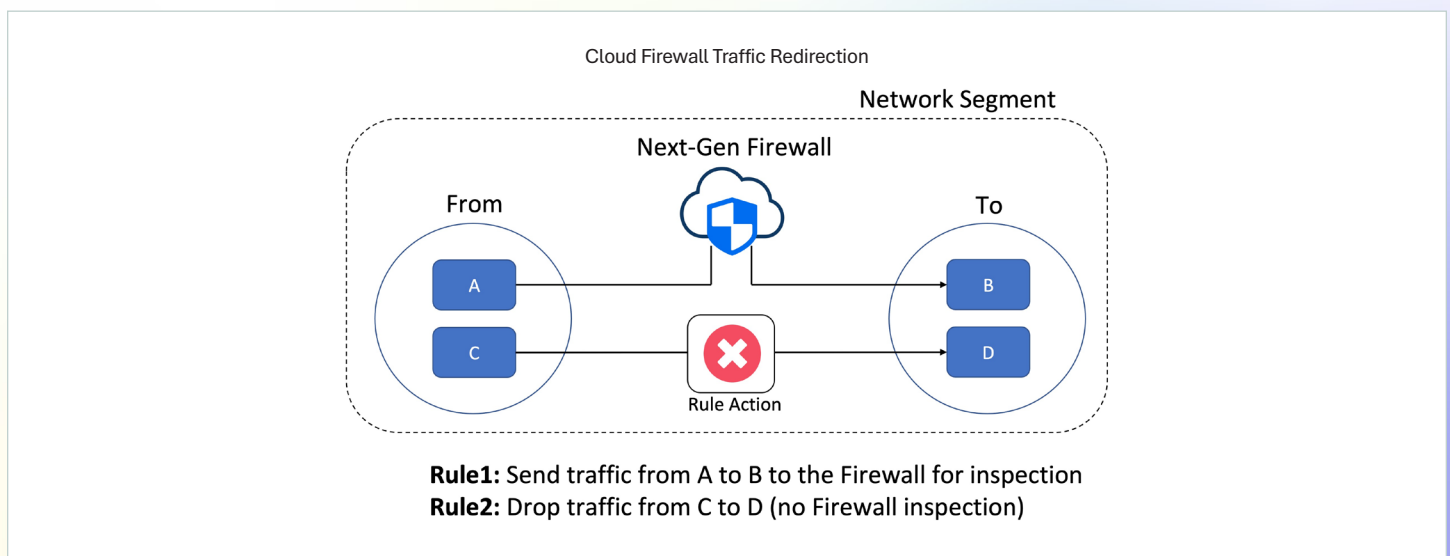 Cloud Firewall Traffic Redirection
Network Segment
Next-Gen Firewall
From
To
A
B
C
D
Rule Action
Rule1: Send traffic from A to B to the Firewall for inspection
Rule2: Drop traffic from C to D (no Firewall inspection)